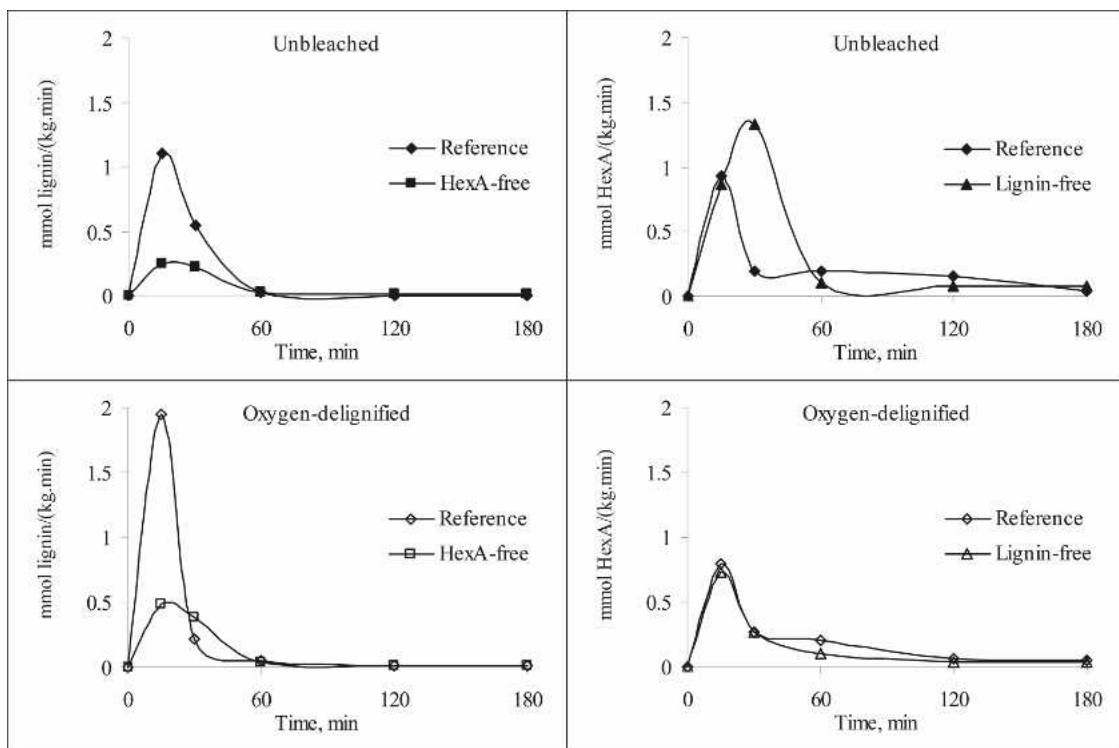 Unbleached
mmol lignin/(kg.min)
2
1.5
1
0.5
0
Reference
HexA-free
0 60 120 180
Time, min
Unbleached
mmol HexA/(kg.min)
2
1.5
1
0.5
0
Reference
Lignin-free
0 60 120 180
Time, min
Oxygen-delignified
mmol lignin/(kg.min)
2
1.5
1
0.5
0
Reference
HexA-free
0 60 120 180
Time, min
Oxygen-delignified
mmol HexA/(kg.min)
2
1.5
1
0.5
0
Reference
Lignin-free
0 60 120 180
Time, min